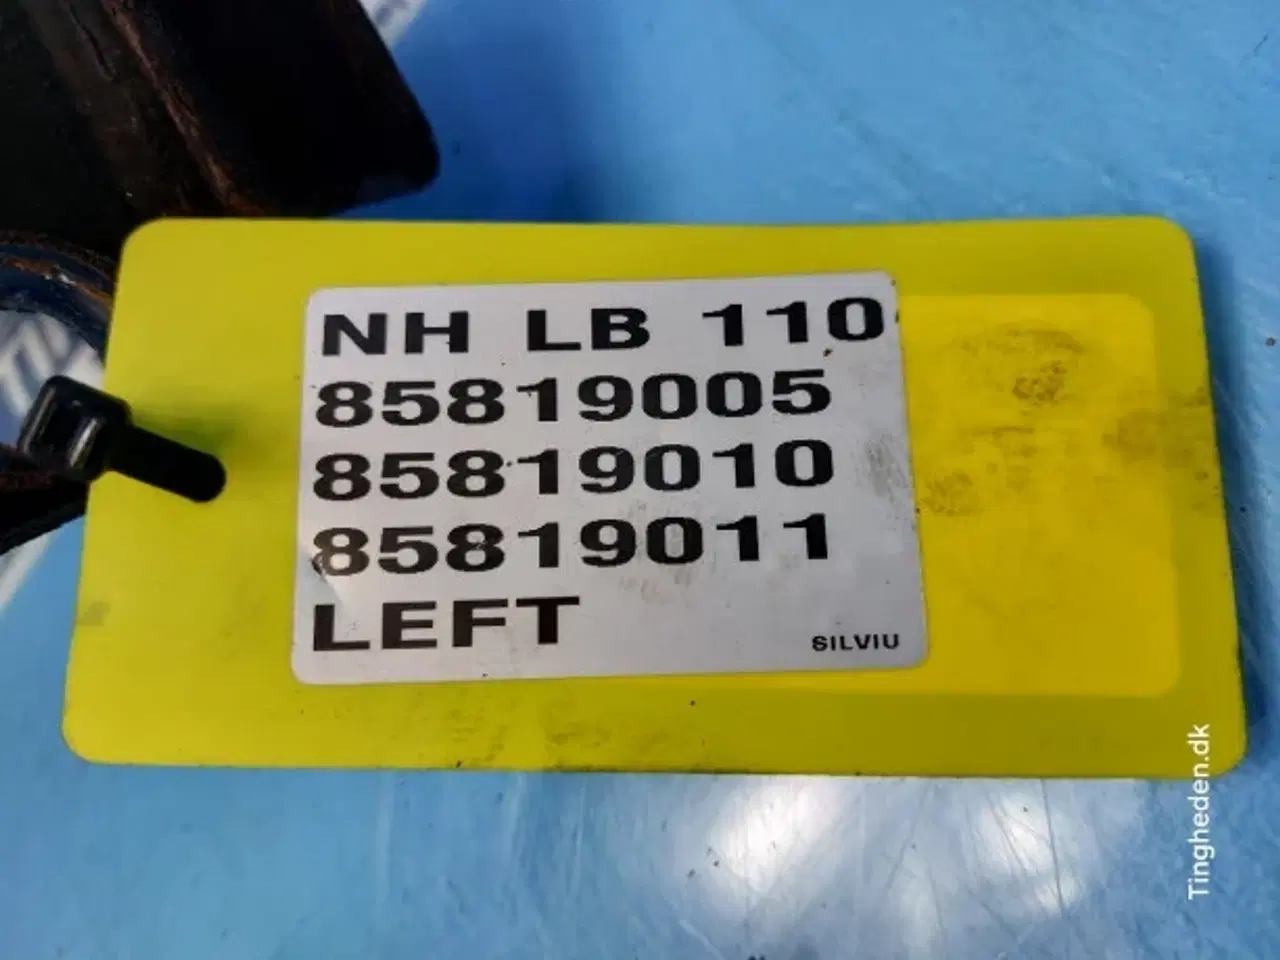 NH LB 110
85819005
85819010
85819011
LEFT
SILVIU
Tingheden.dk